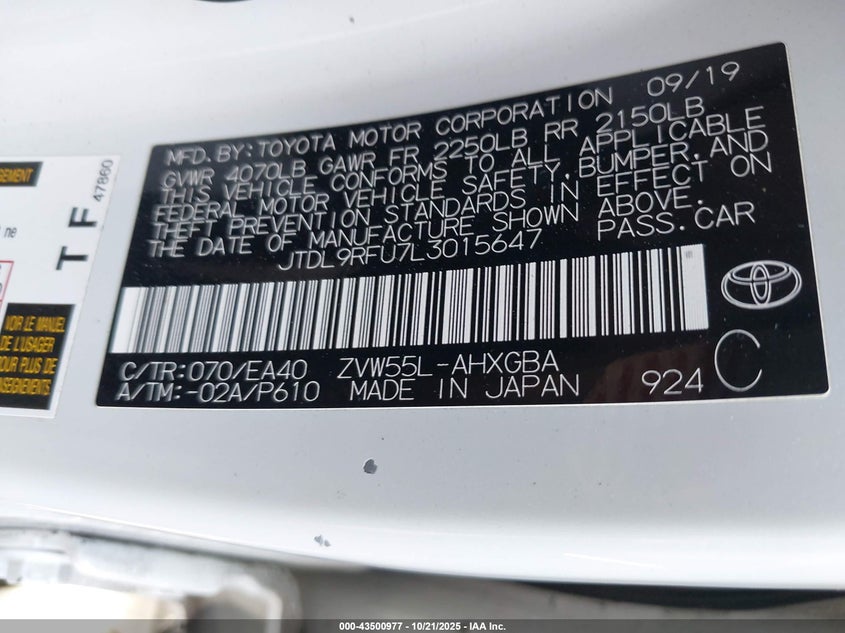 MFD. BY: TOYOTA MOTOR CORPORATION 09/19
GVWR 4070LB GAWR FR 2250LB RR 2150LB
THIS VEHICLE CONFORMS TO ALL APPLICABLE
FEDERAL MOTOR VEHICLE SAFETY, BUMPER, AND
THEFT PREVENTION STANDARDS IN EFFECT ON
THE DATE OF MANUFACTURE SHOWN ABOVE.
JTDL9RFU7L3015647 PASS. CAR
C/TR:070/EA40 ZVW55L-AHXGBA
A/TM:-02A/P610 MADE IN JAPAN 924 C
TF 47860
ne
VOIR LE MANUEL
DE L'USAGER
POUR PLUS DE
000-43500977 - 10/21/2025 - IAA Inc.